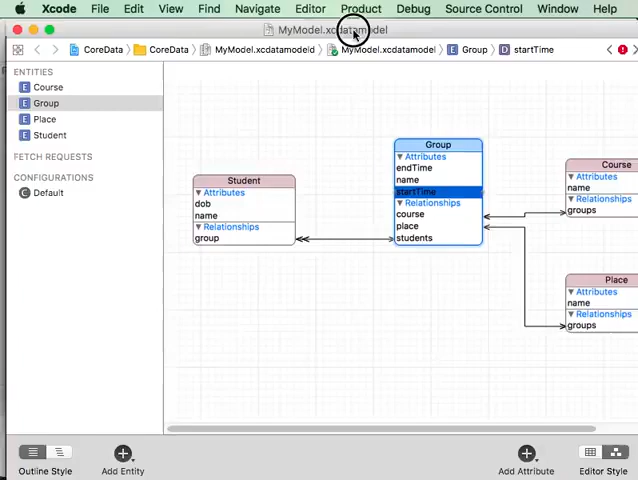 Xcode File Edit View Find Navigate Editor Product Debug Source Control Window Help
MyModel.xcdatamodel
CoreData CoreData MyModel.xcdatamodeld MyModel.xcdatamodel E Group D startTime
ENTITIES
E Course
E Group
E Place
E Student
FETCH REQUESTS
CONFIGURATIONS
C Default
Student
Attributes
dob
name
Relationships
group
Group
Attributes
endTime
name
startTime
Relationships
course
place
students
Course
Attributes
name
Relationships
groups
Place
Attributes
name
Relationships
groups
Outline Style Add Entity Add Attribute Editor Style